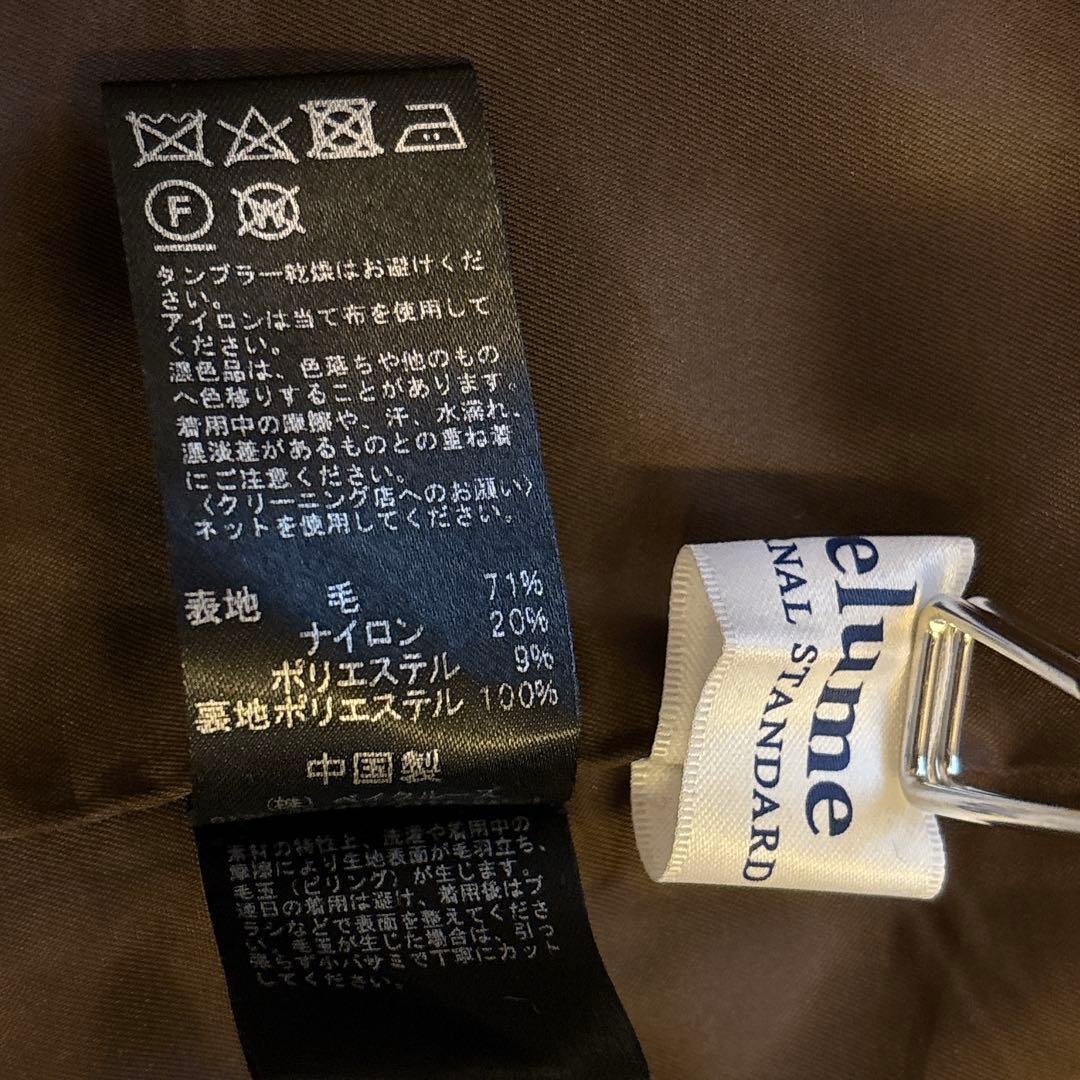 F
W
タンブラー乾燥はお避けくだ
さい。
アイロンは当て布を使用して
ください。
濃色品は、色落ちや他のもの
へ色移りすることがあります。
着用中の摩擦や、汗、水濡れ、
濃淡差があるものとの重ね着
にご注意ください。
〈クリーニング店へのお願い〉
ネットを使用してください。
表地 毛 71%
ナイロン 20%
ポリエステル 9%
裏地ポリエステル 100%
中国製
(株)
素材の特性上、洗濯や着用中の
摩擦により生地表面が毛羽立ち、
毛玉(ピリング)が生じます。
連日の着用は避け、着用後はブ
ラシなどで表面を整えてくださ
い。毛玉が生じた場合は、引っ
張らず小バサミで丁寧にカット
してください。
elume
NAL STANDARD